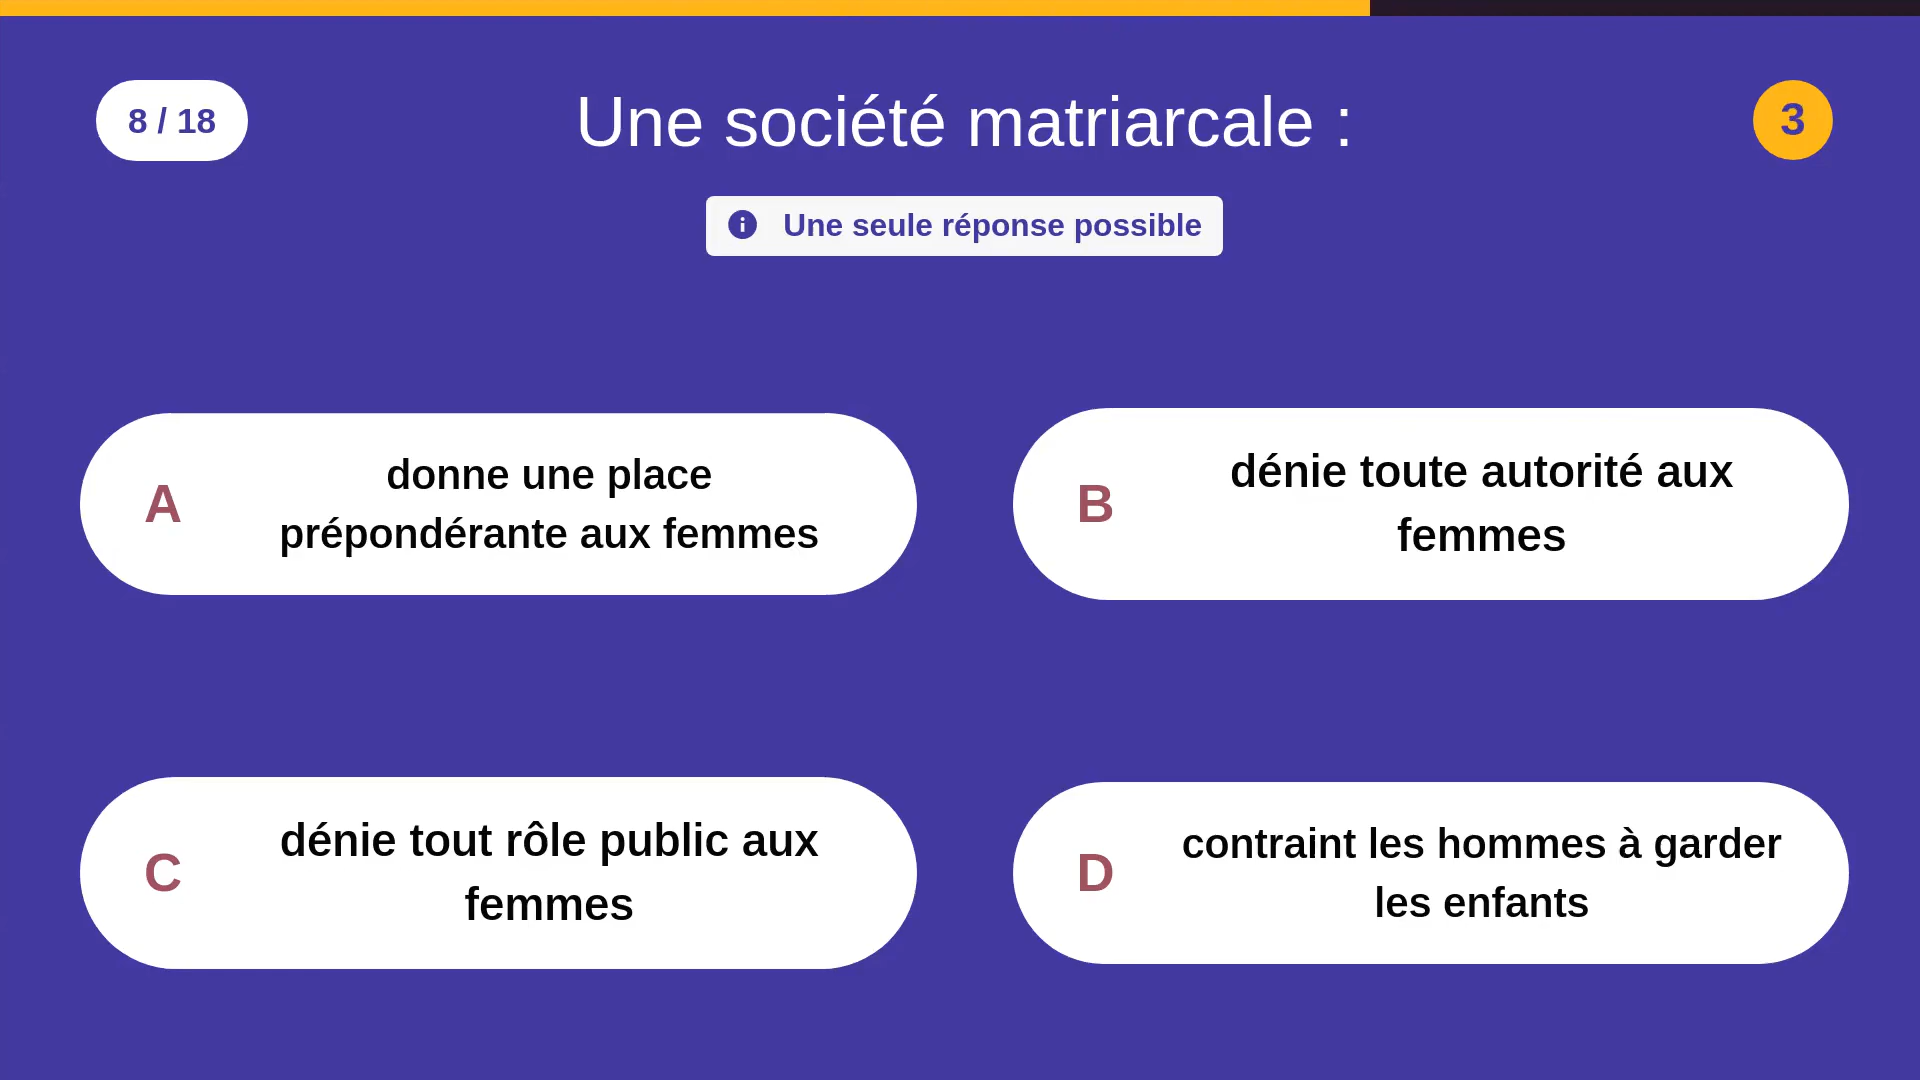 8 / 18
Une société matriarcale :
3
Une seule réponse possible
A
donne une place
prépondérante aux femmes
B
dénie toute autorité aux
femmes
C
dénie tout rôle public aux
femmes
D
contraint les hommes à garder
les enfants